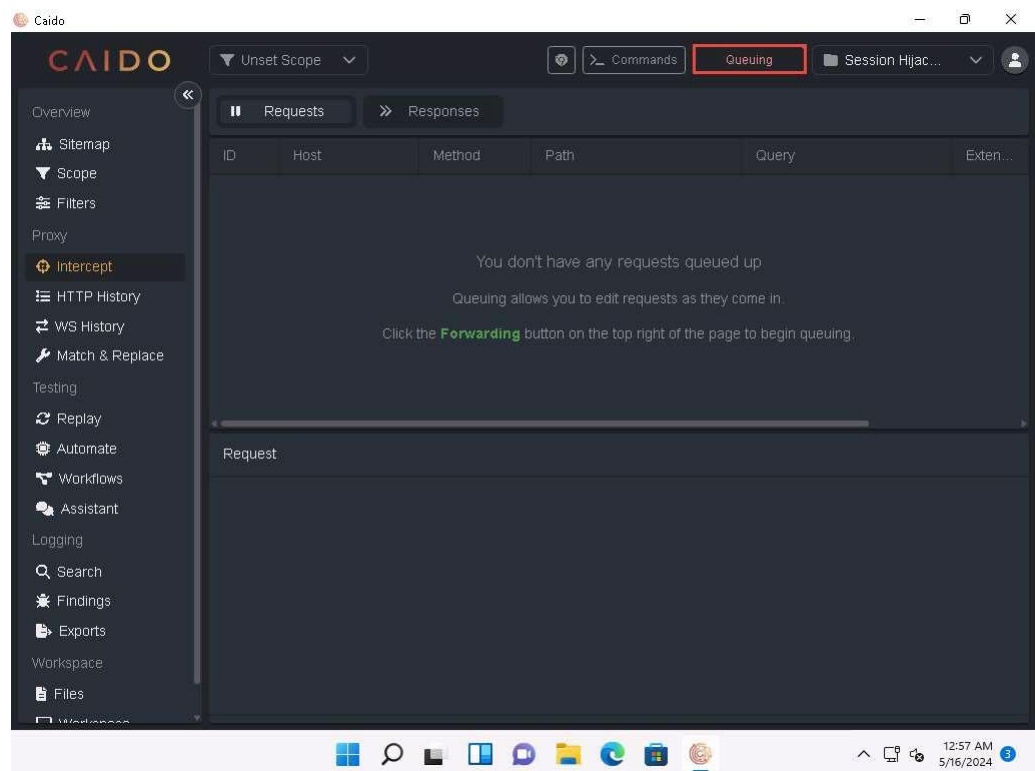 Caido
CAIDO
Unset Scope
Commands
Queuing
Session Hijac...
Overview
Sitemap
Scope
Filters
Proxy
Intercept
HTTP History
WS History
Match & Replace
Testing
Replay
Automate
Workflows
Assistant
Logging
Search
Findings
Exports
Workspace
Files
Workspace
Requests
Responses
ID Host Method Path Query Exten...
You don't have any requests queued up
Queuing allows you to edit requests as they come in.
Click the Forwarding button on the top right of the page to begin queuing.
Request
12:57 AM
5/16/2024
3